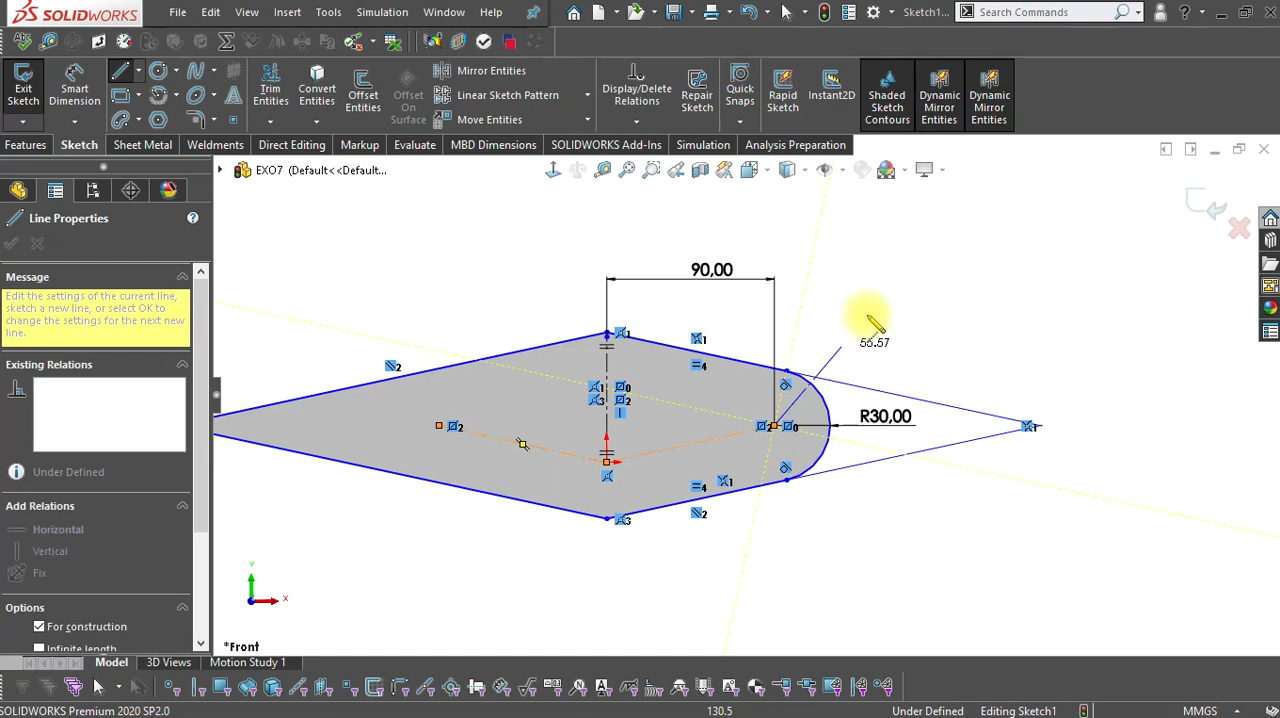 SOLIDWORKS
File Edit View Insert Tools Simulation Window Help
Sketch1...
Search Commands
Exit Sketch
Smart Dimension
Trim Entities
Convert Entities
Offset Entities
Offset On Surface
Mirror Entities
Linear Sketch Pattern
Move Entities
Display/Delete Relations
Repair Sketch
Quick Snaps
Rapid Sketch
Instant2D
Shaded Sketch Contours
Dynamic Mirror Entities
Dynamic Mirror Entities
Features Sketch Sheet Metal Weldments Direct Editing Markup Evaluate MBD Dimensions SOLIDWORKS Add-Ins Simulation Analysis Preparation
EXO7 (Default<<Default...
Line Properties
Message
Edit the settings of the current line,
sketch a new line, or select OK to
change the settings for the next new
line.
Existing Relations
Under Defined
Add Relations
Horizontal
Vertical
Fix
Options
For construction
Infinite length
90,00
R30,00
Y
X
*Front
Model 3D Views Motion Study 1
SOLIDWORKS Premium 2020 SP2.0
130.5
Under Defined
Editing Sketch1
MMGS